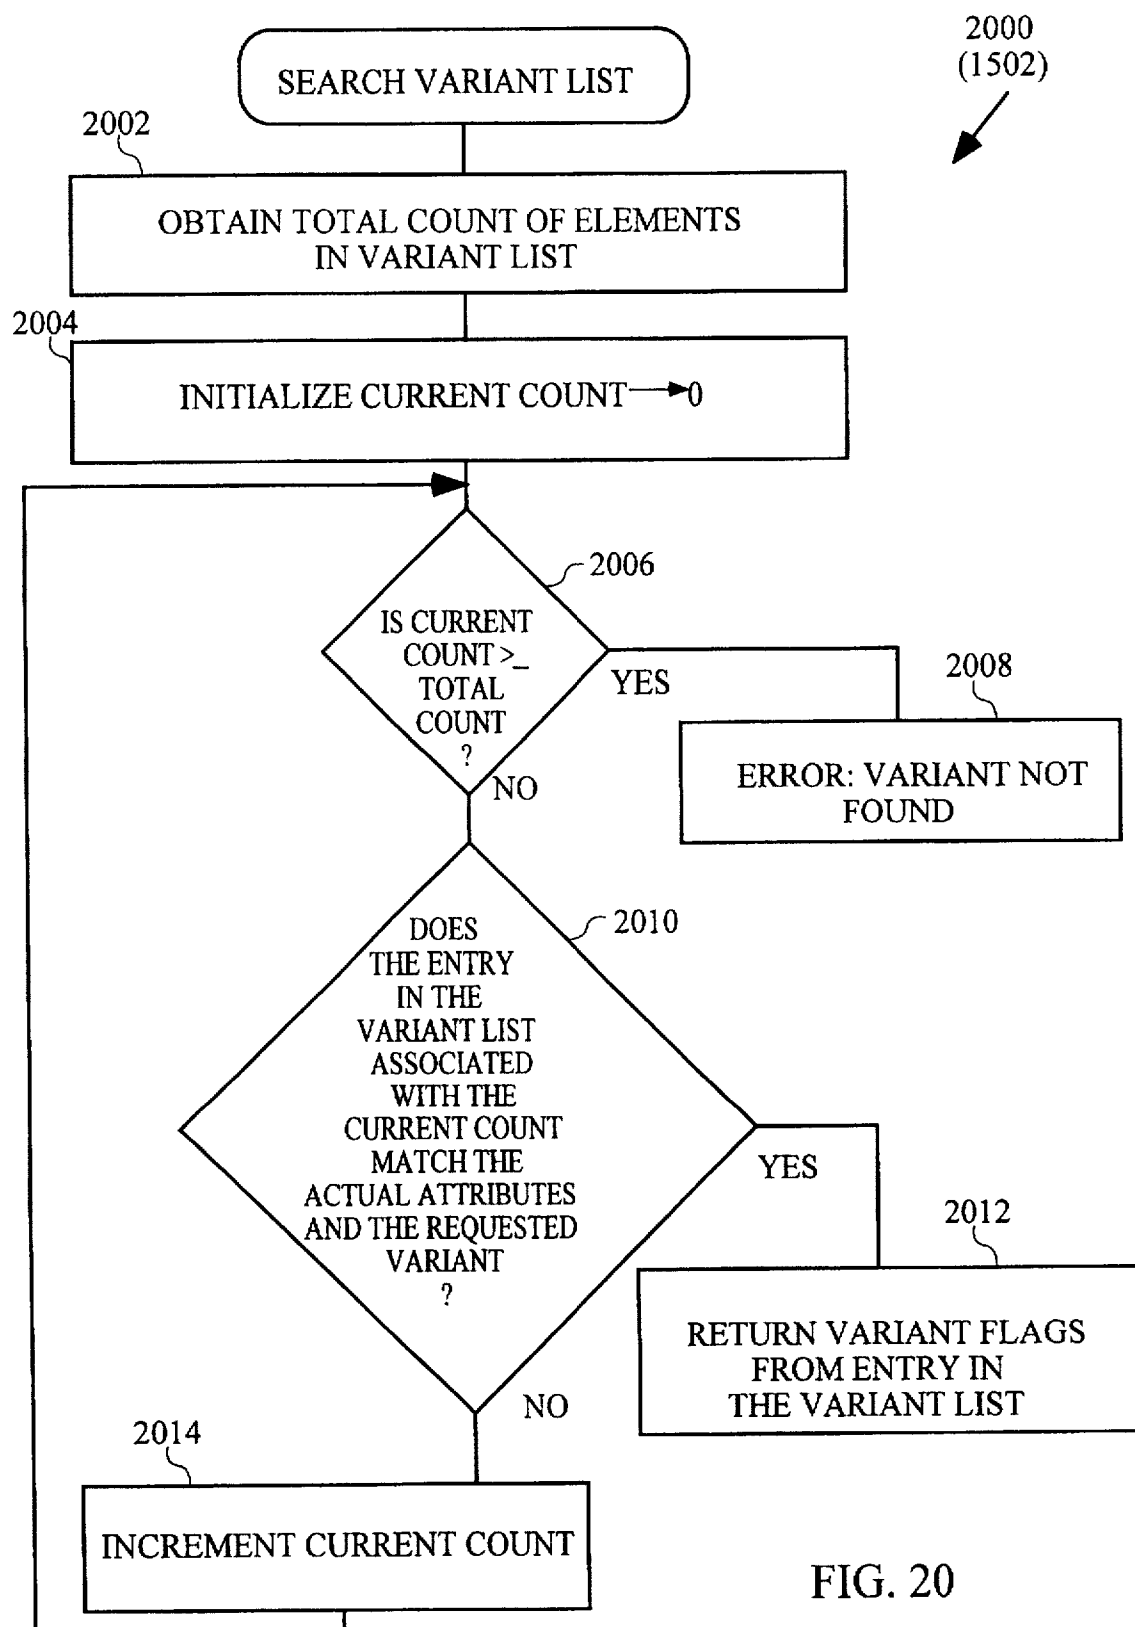 2000
(1502)
SEARCH VARIANT LIST
2002
OBTAIN TOTAL COUNT OF ELEMENTS
IN VARIANT LIST
2004
INITIALIZE CURRENT COUNT→0
2006
IS CURRENT
COUNT >_
TOTAL
COUNT
?
YES
NO
2008
ERROR: VARIANT NOT
FOUND
2010
DOES
THE ENTRY
IN THE
VARIANT LIST
ASSOCIATED
WITH THE
CURRENT COUNT
MATCH THE
ACTUAL ATTRIBUTES
AND THE REQUESTED
VARIANT
?
YES
NO
2012
RETURN VARIANT FLAGS
FROM ENTRY IN
THE VARIANT LIST
2014
INCREMENT CURRENT COUNT
FIG. 20